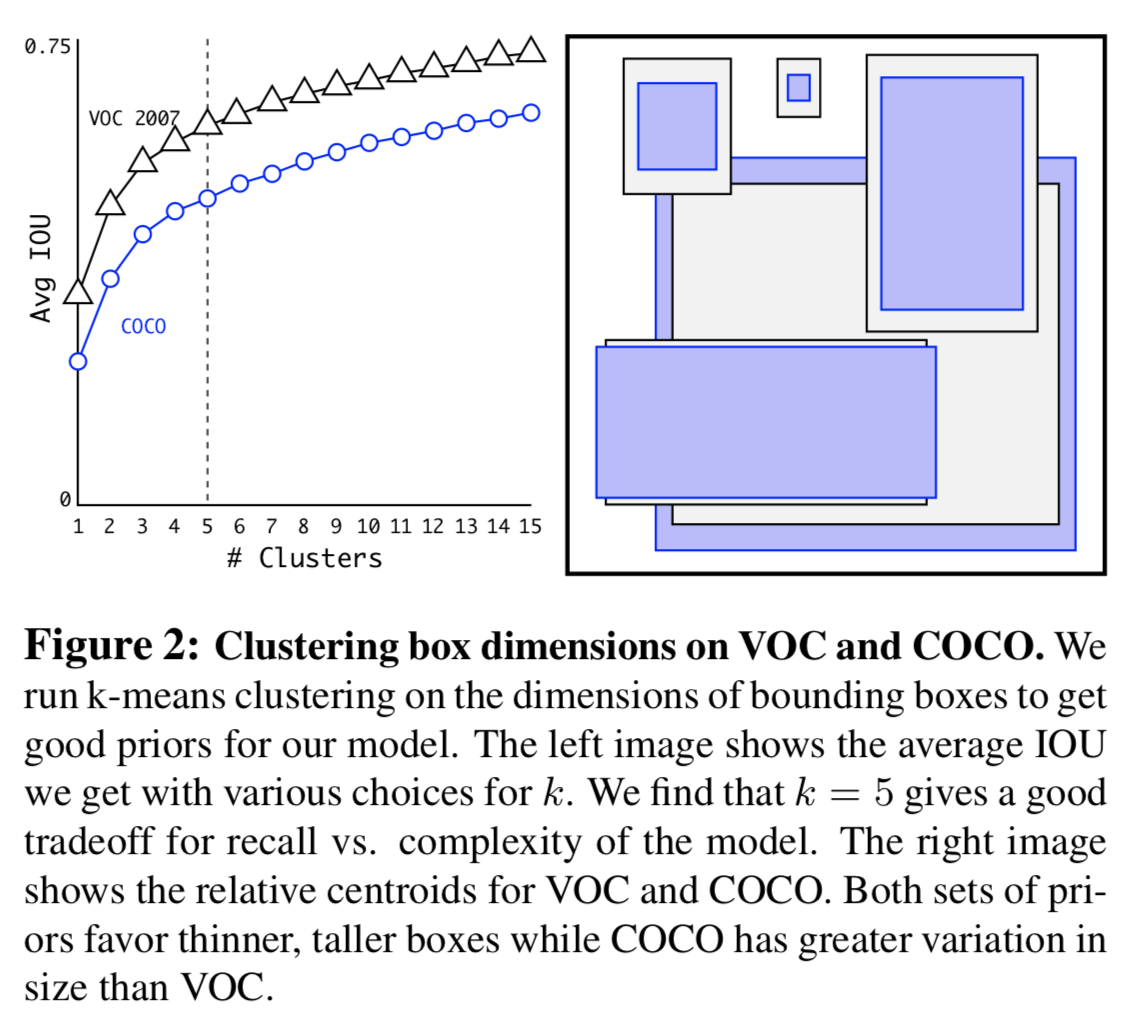 0.75
VOC 2007
Avg IOU
COCO
0
1 2 3 4 5 6 7 8 9 10 11 12 13 14 15
# Clusters
Figure 2: Clustering box dimensions on VOC and COCO. We
run k-means clustering on the dimensions of bounding boxes to get
good priors for our model. The left image shows the average IOU
we get with various choices for k. We find that k = 5 gives a good
tradeoff for recall vs. complexity of the model. The right image
shows the relative centroids for VOC and COCO. Both sets of pri-
ors favor thinner, taller boxes while COCO has greater variation in
size than VOC.